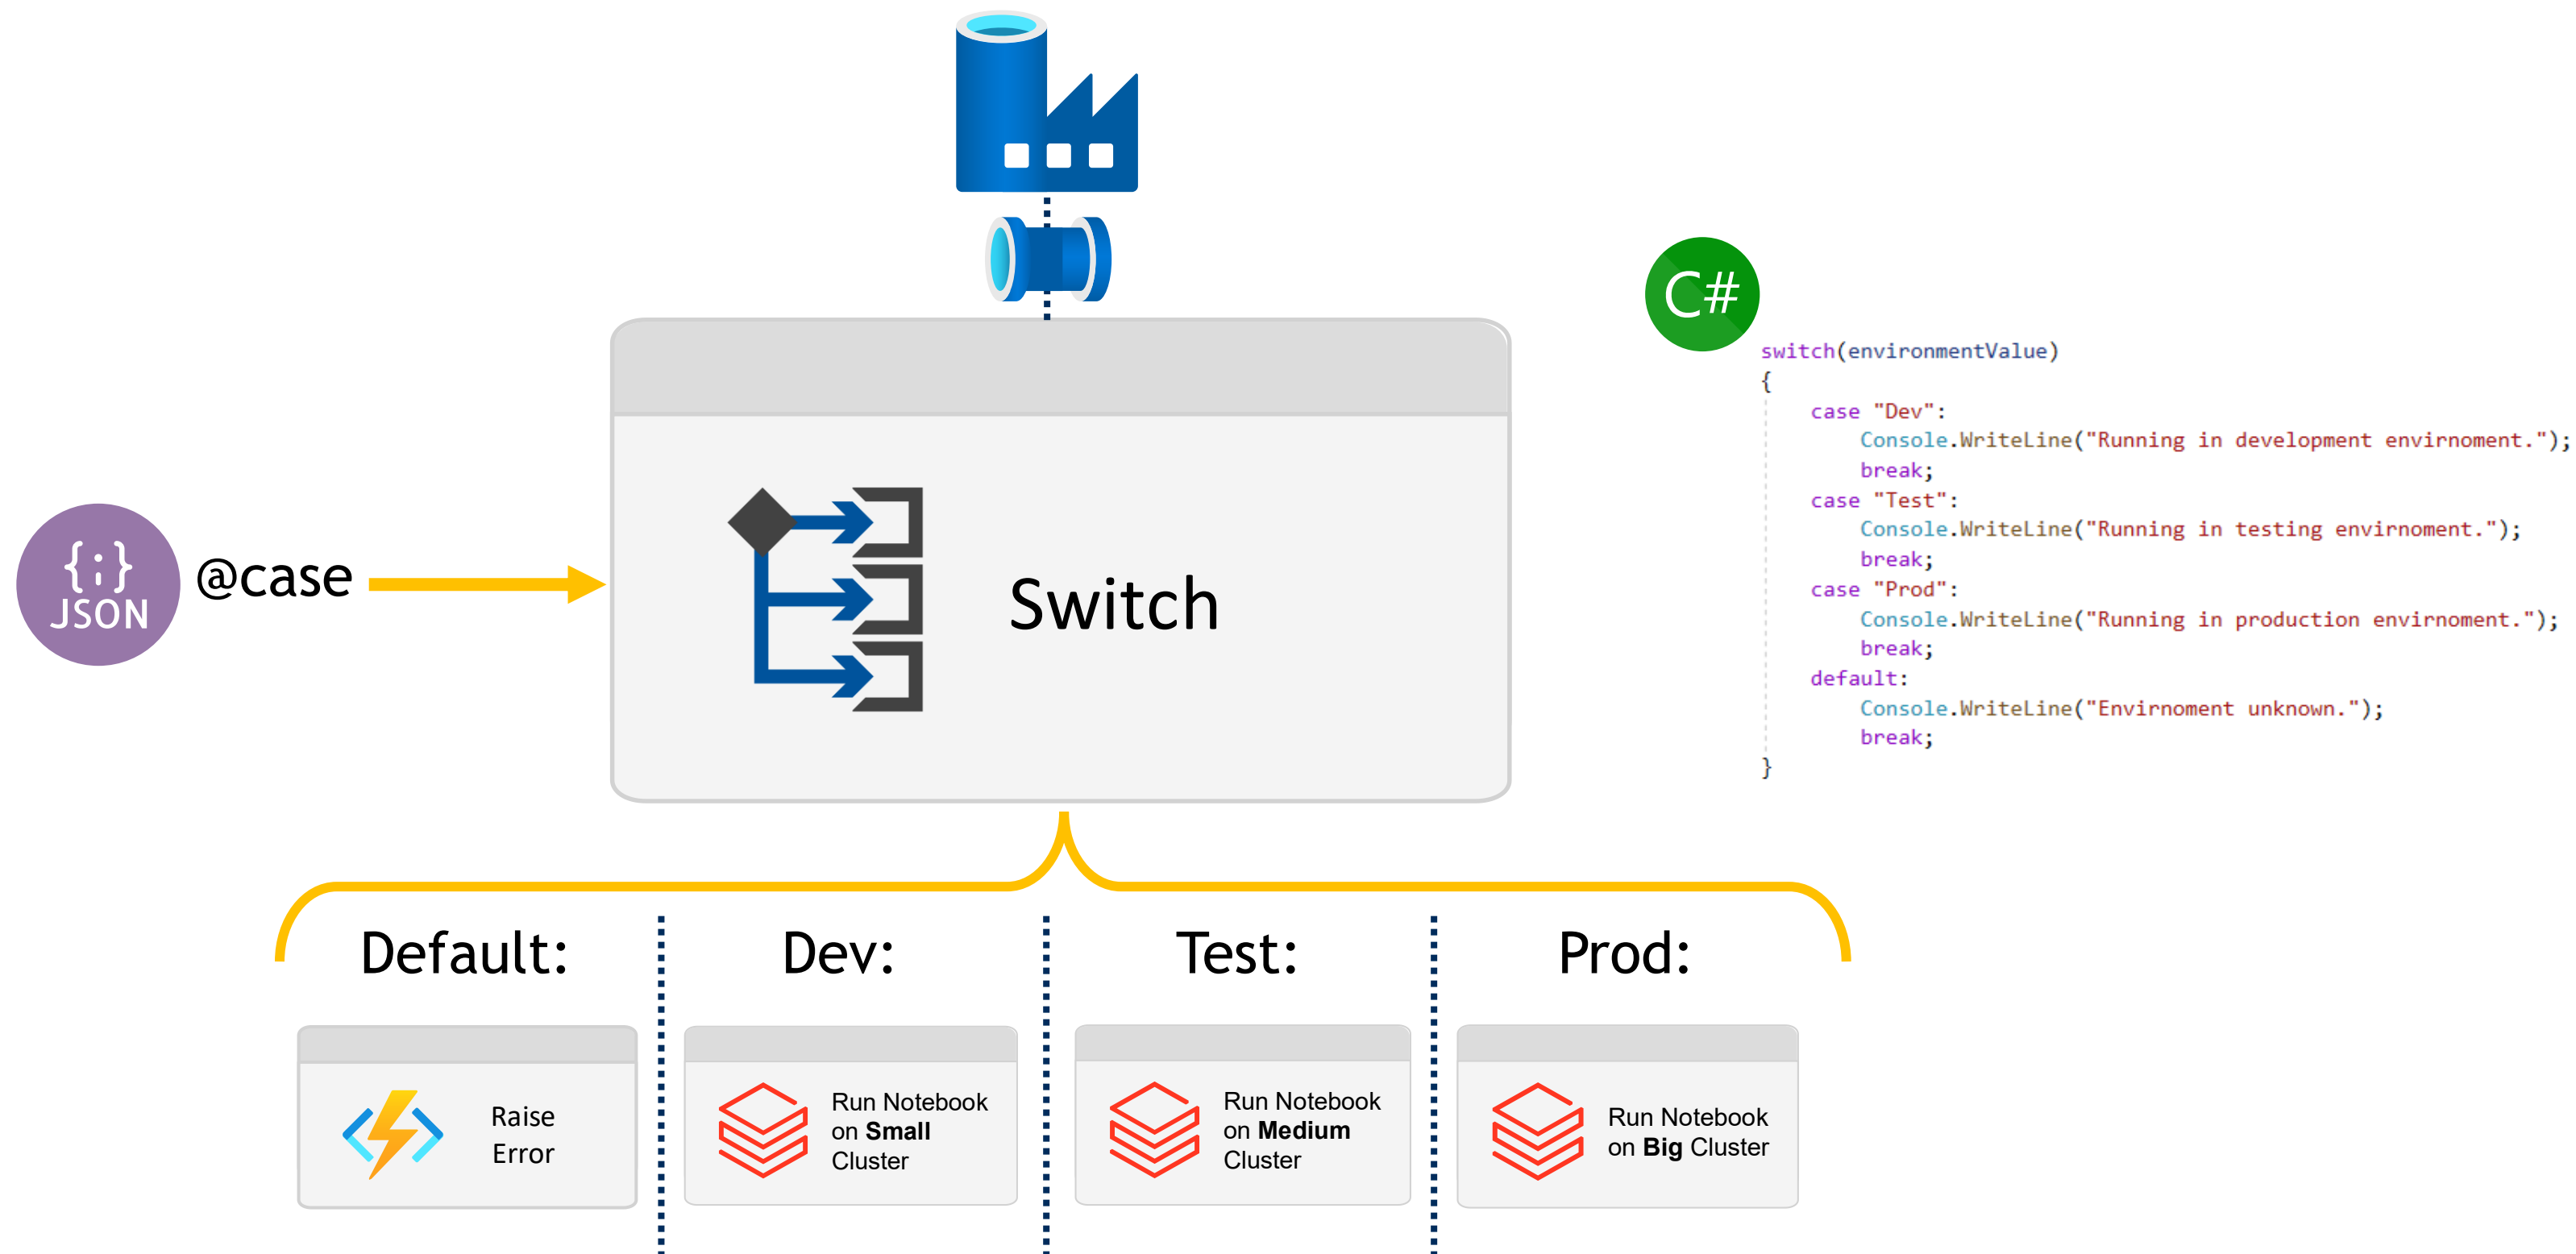 C#
switch(environmentValue)
{
    case "Dev":
        Console.WriteLine("Running in development envirnoment.");
        break;
    case "Test":
        Console.WriteLine("Running in testing envirnoment.");
        break;
    case "Prod":
        Console.WriteLine("Running in production envirnoment.");
        break;
    default:
        Console.WriteLine("Envirnoment unknown.");
        break;
}
{;}
JSON
@case
Switch
Default:
Dev:
Test:
Prod:
Raise
Error
Run Notebook
on Small
Cluster
Run Notebook
on Medium
Cluster
Run Notebook
on Big Cluster